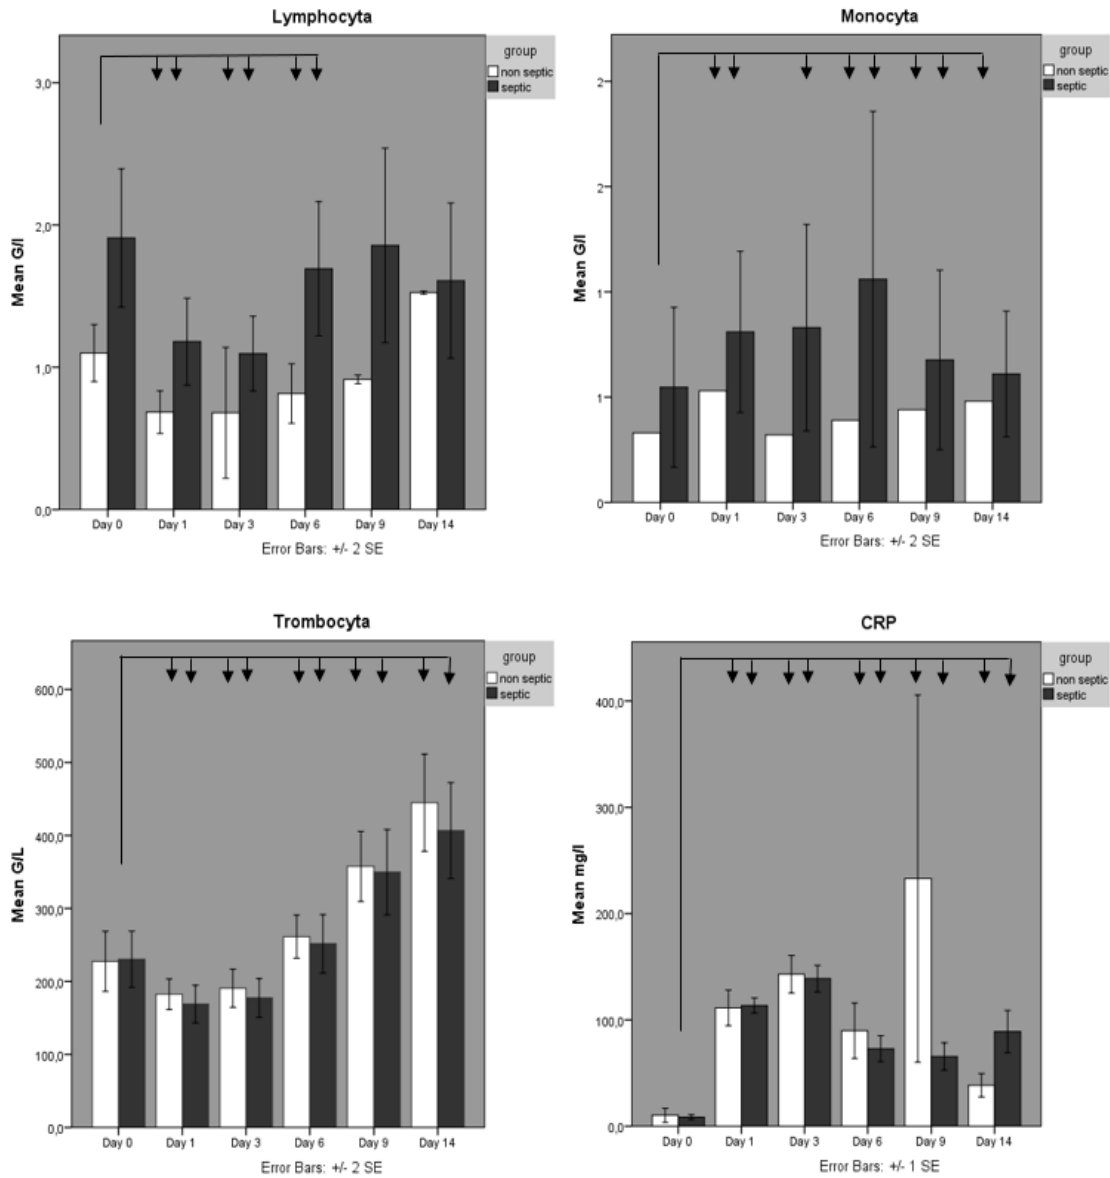 Lymphocyta
group
non septic
septic
3,0
2,0
1,0
0,0
Mean G/l
Day 0 Day 1 Day 3 Day 6 Day 9 Day 14
Error Bars: +/- 2 SE
Monocyta
group
non septic
septic
2
2
1
1
0
Mean G/l
Day 0 Day 1 Day 3 Day 6 Day 9 Day 14
Error Bars: +/- 2 SE
Trombocyta
group
non septic
septic
600,0
500,0
400,0
300,0
200,0
100,0
0,0
Mean G/L
Day 0 Day 1 Day 3 Day 6 Day 9 Day 14
Error Bars: +/- 2 SE
CRP
group
non septic
septic
400,0
300,0
200,0
100,0
0,0
Mean mg/l
Day 0 Day 1 Day 3 Day 6 Day 9 Day 14
Error Bars: +/- 1 SE